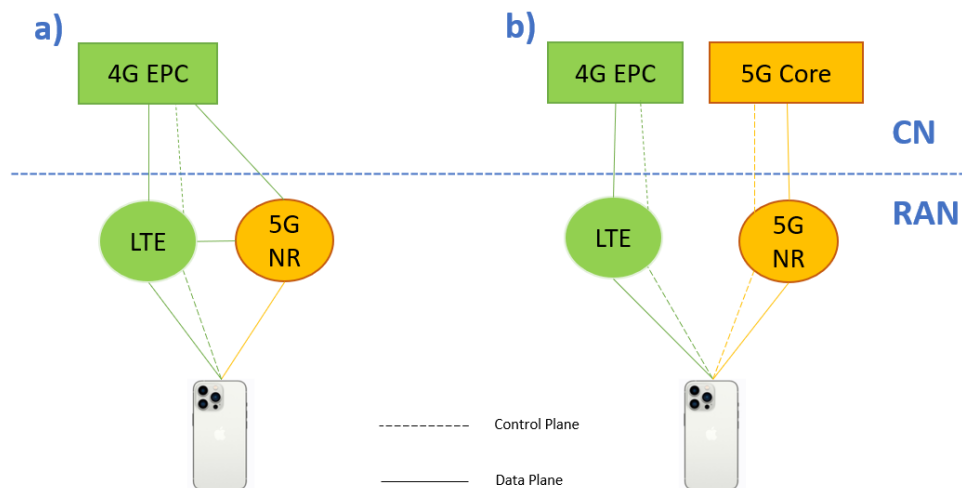 a)
4G EPC
LTE
5G
NR
b)
4G EPC
5G Core
CN
RAN
LTE
5G
NR
Control Plane
Data Plane